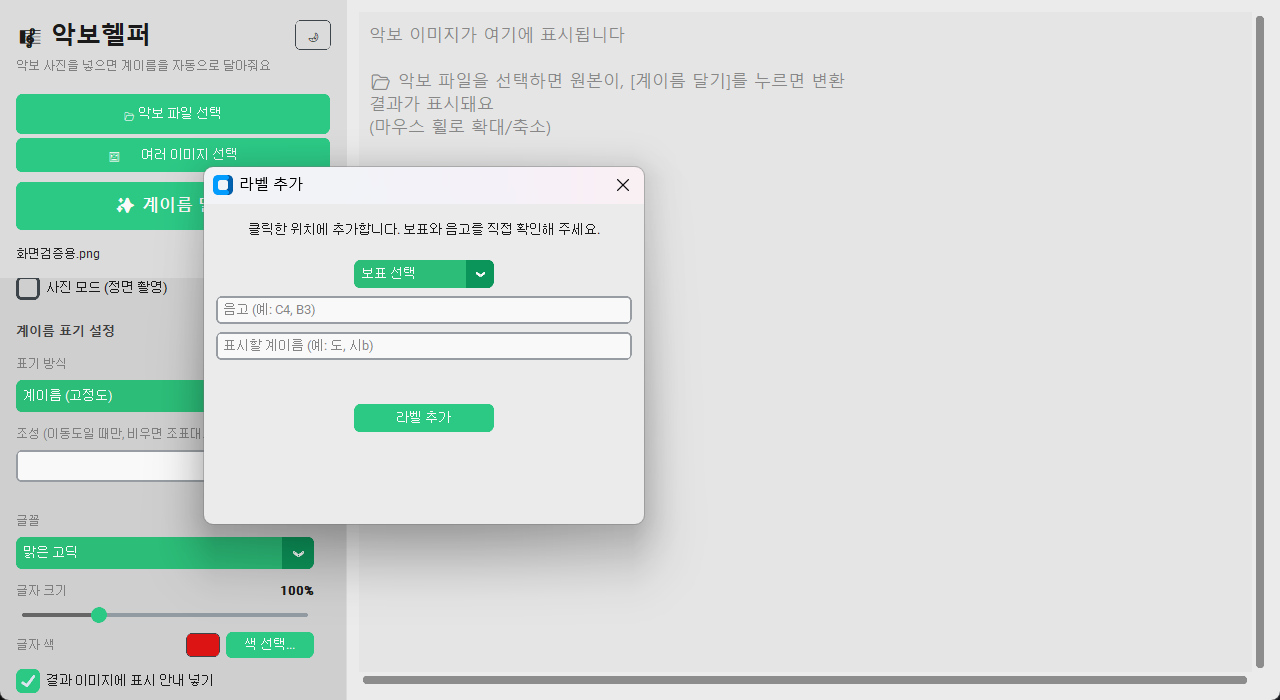 악보헬퍼
악보 사진을 넣으면 계이름을 자동으로 달아줘요
악보 파일 선택
여러 이미지 선택
계이름
화면검증용.png
사진 모드 (정면 촬영)
계이름 표기 설정
표기 방식
계이름 (고정도)
조성 (이동도일 때만, 비우면 조표대
글꼴
맑은 고딕
글자 크기
100%
글자 색
색 선택...
결과 이미지에 표시 안내 넣기
라벨 추가
클릭한 위치에 추가합니다. 보표와 음고를 직접 확인해 주세요.
보표 선택
음고 (예: C4, B3)
표시할 계이름 (예: 도, 시b)
라벨 추가
악보 이미지가 여기에 표시됩니다
악보 파일을 선택하면 원본이, [계이름 달기]를 누르면 변환
결과가 표시돼요
(마우스 휠로 확대/축소)